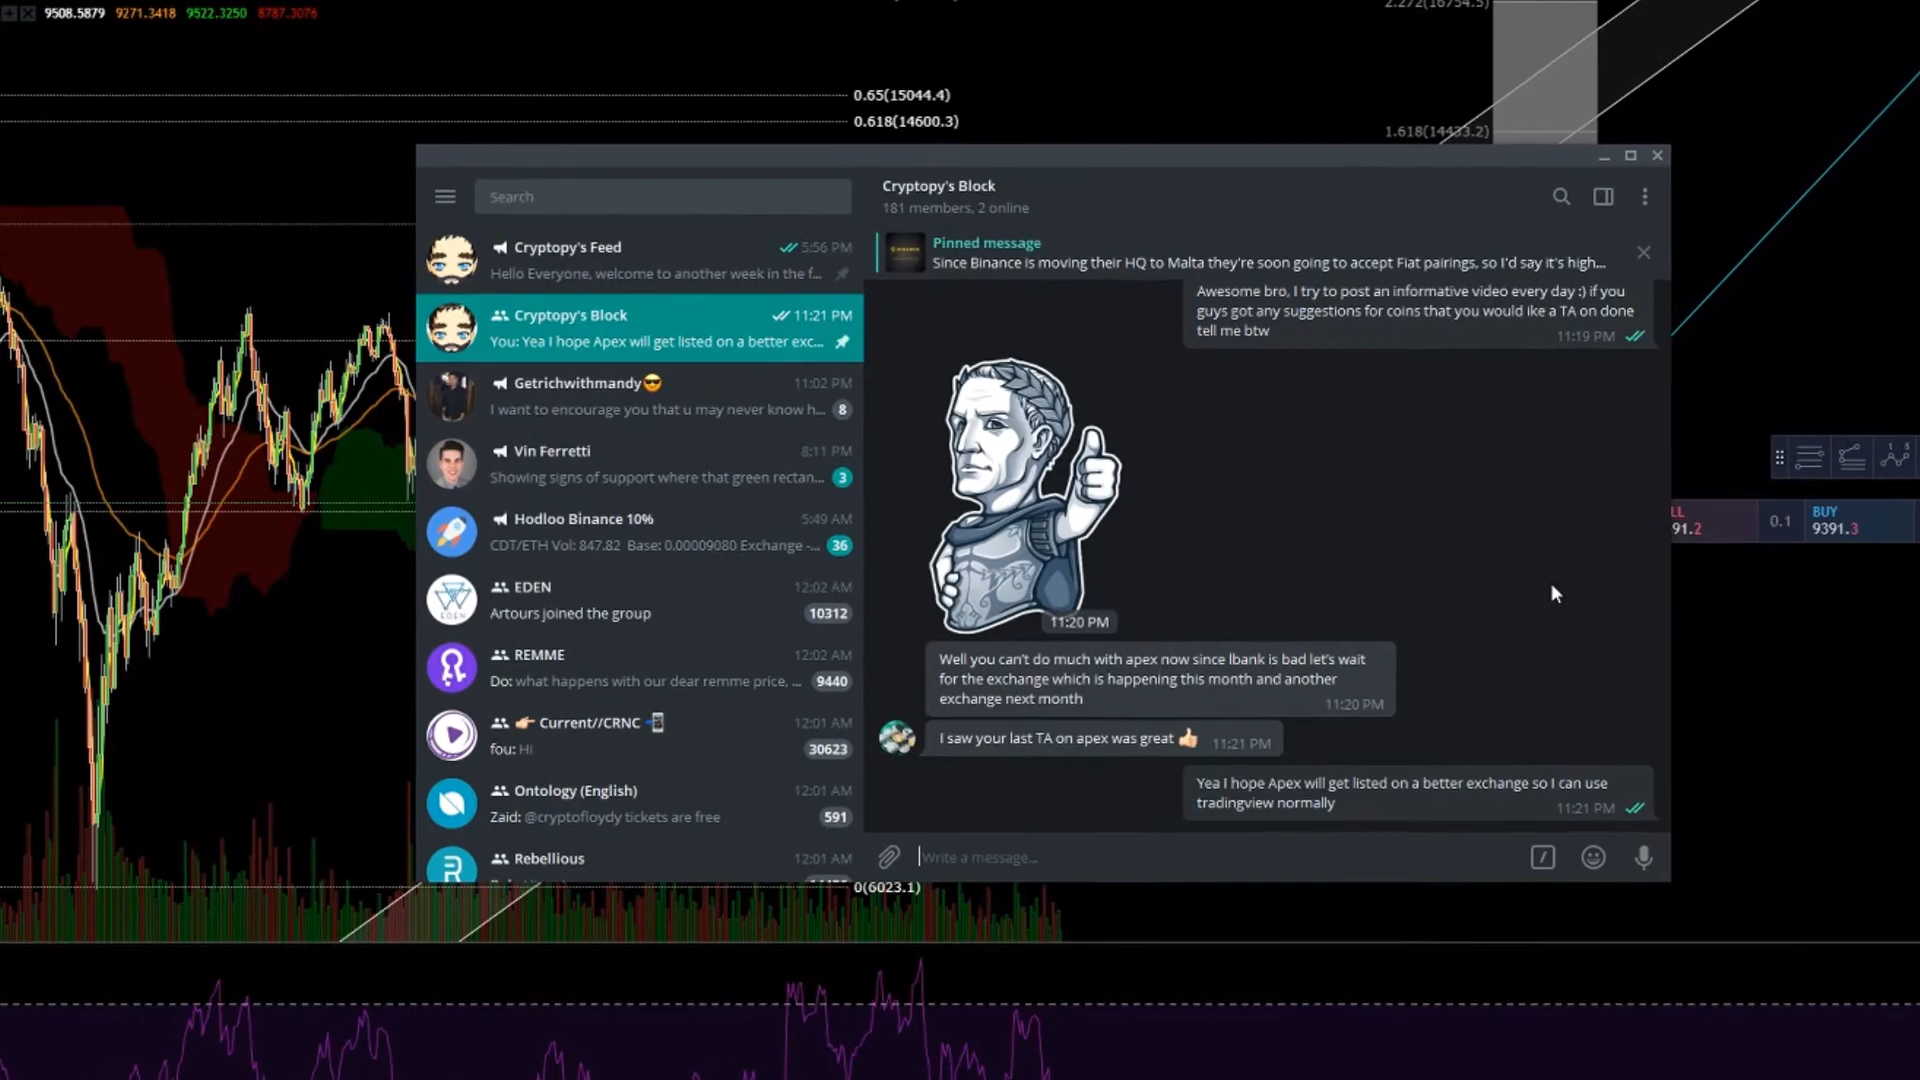 9508.5879 9271.3418 9522.3250 8787.3076
2.272(16754.5)
0.65(15044.4)
0.618(14600.3)
1.618(14433.2)
Search
Cryptopy's Feed 5:56 PM
Hello Everyone, welcome to another week in the f...
Cryptopy's Block 11:21 PM
You: Yea I hope Apex will get listed on a better exc...
Getrichwithmandy😎 11:02 PM
I want to encourage you that u may never know h... 8
Vin Ferretti 8:11 PM
Showing signs of support where that green rectan... 3
Hodloo Binance 10% 5:49 AM
CDT/ETH Vol: 847.82 Base: 0.00009080 Exchange -... 36
EDEN 12:02 AM
Artours joined the group 10312
REMME 12:02 AM
Do: what happens with our dear remme price, ... 9440
👉🏻 Current//CRNC 📲 12:01 AM
fou: Hi 30623
Ontology (English) 12:01 AM
Zaid: @cryptofloydy tickets are free 591
Rebellious 12:01 AM
Cryptopy's Block
181 members, 2 online
Pinned message
Since Binance is moving their HQ to Malta they're soon going to accept Fiat pairings, so I'd say it's high...
Awesome bro, I try to post an informative video every day :) if you
guys got any suggestions for coins that you would ike a TA on done
tell me btw 11:19 PM
11:20 PM
Well you can't do much with apex now since lbank is bad let's wait
for the exchange which is happening this month and another
exchange next month 11:20 PM
I saw your last TA on apex was great 👍🏻 11:21 PM
Yea I hope Apex will get listed on a better exchange so I can use
tradingview normally 11:21 PM
Write a message...
LL
91.2 0.1
BUY
9391.3
0(6023.1)